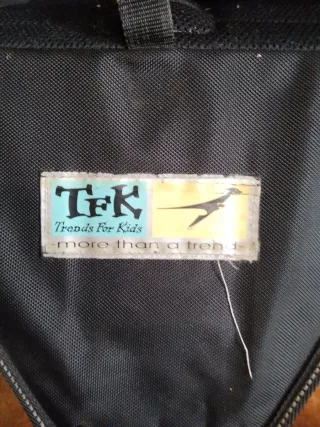 TFK
Trends For Kids
-more than a trend-